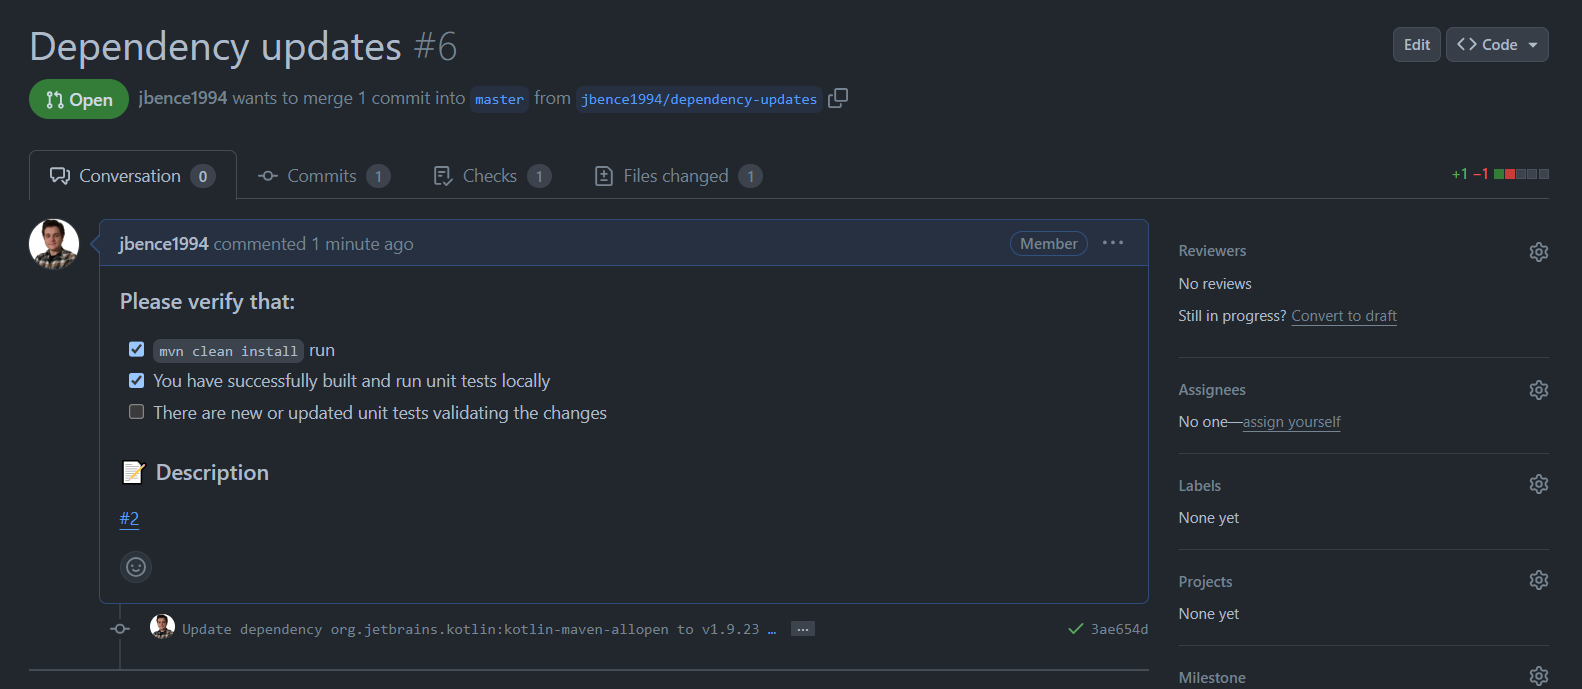 Dependency updates #6
Edit
Code
Open
jbence1994 wants to merge 1 commit into master from jbence1994/dependency-updates
Conversation 0
Commits 1
Checks 1
Files changed 1
+1 −1
jbence1994 commented 1 minute ago
Member
Please verify that:
mvn clean install run
You have successfully built and run unit tests locally
There are new or updated unit tests validating the changes
📝 Description
#2
Update dependency org.jetbrains.kotlin:kotlin-maven-allopen to v1.9.23 …
3ae654d
Reviewers
No reviews
Still in progress? Convert to draft
Assignees
No one—assign yourself
Labels
None yet
Projects
None yet
Milestone